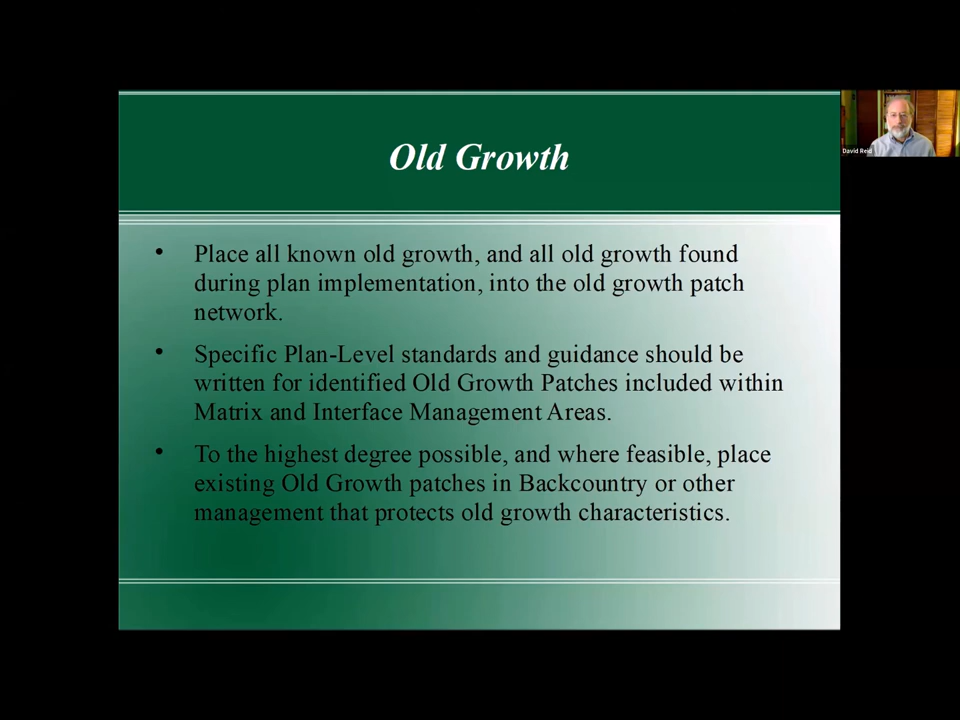 Old Growth
David Reid
• Place all known old growth, and all old growth found
during plan implementation, into the old growth patch
network.
• Specific Plan-Level standards and guidance should be
written for identified Old Growth Patches included within
Matrix and Interface Management Areas.
• To the highest degree possible, and where feasible, place
existing Old Growth patches in Backcountry or other
management that protects old growth characteristics.